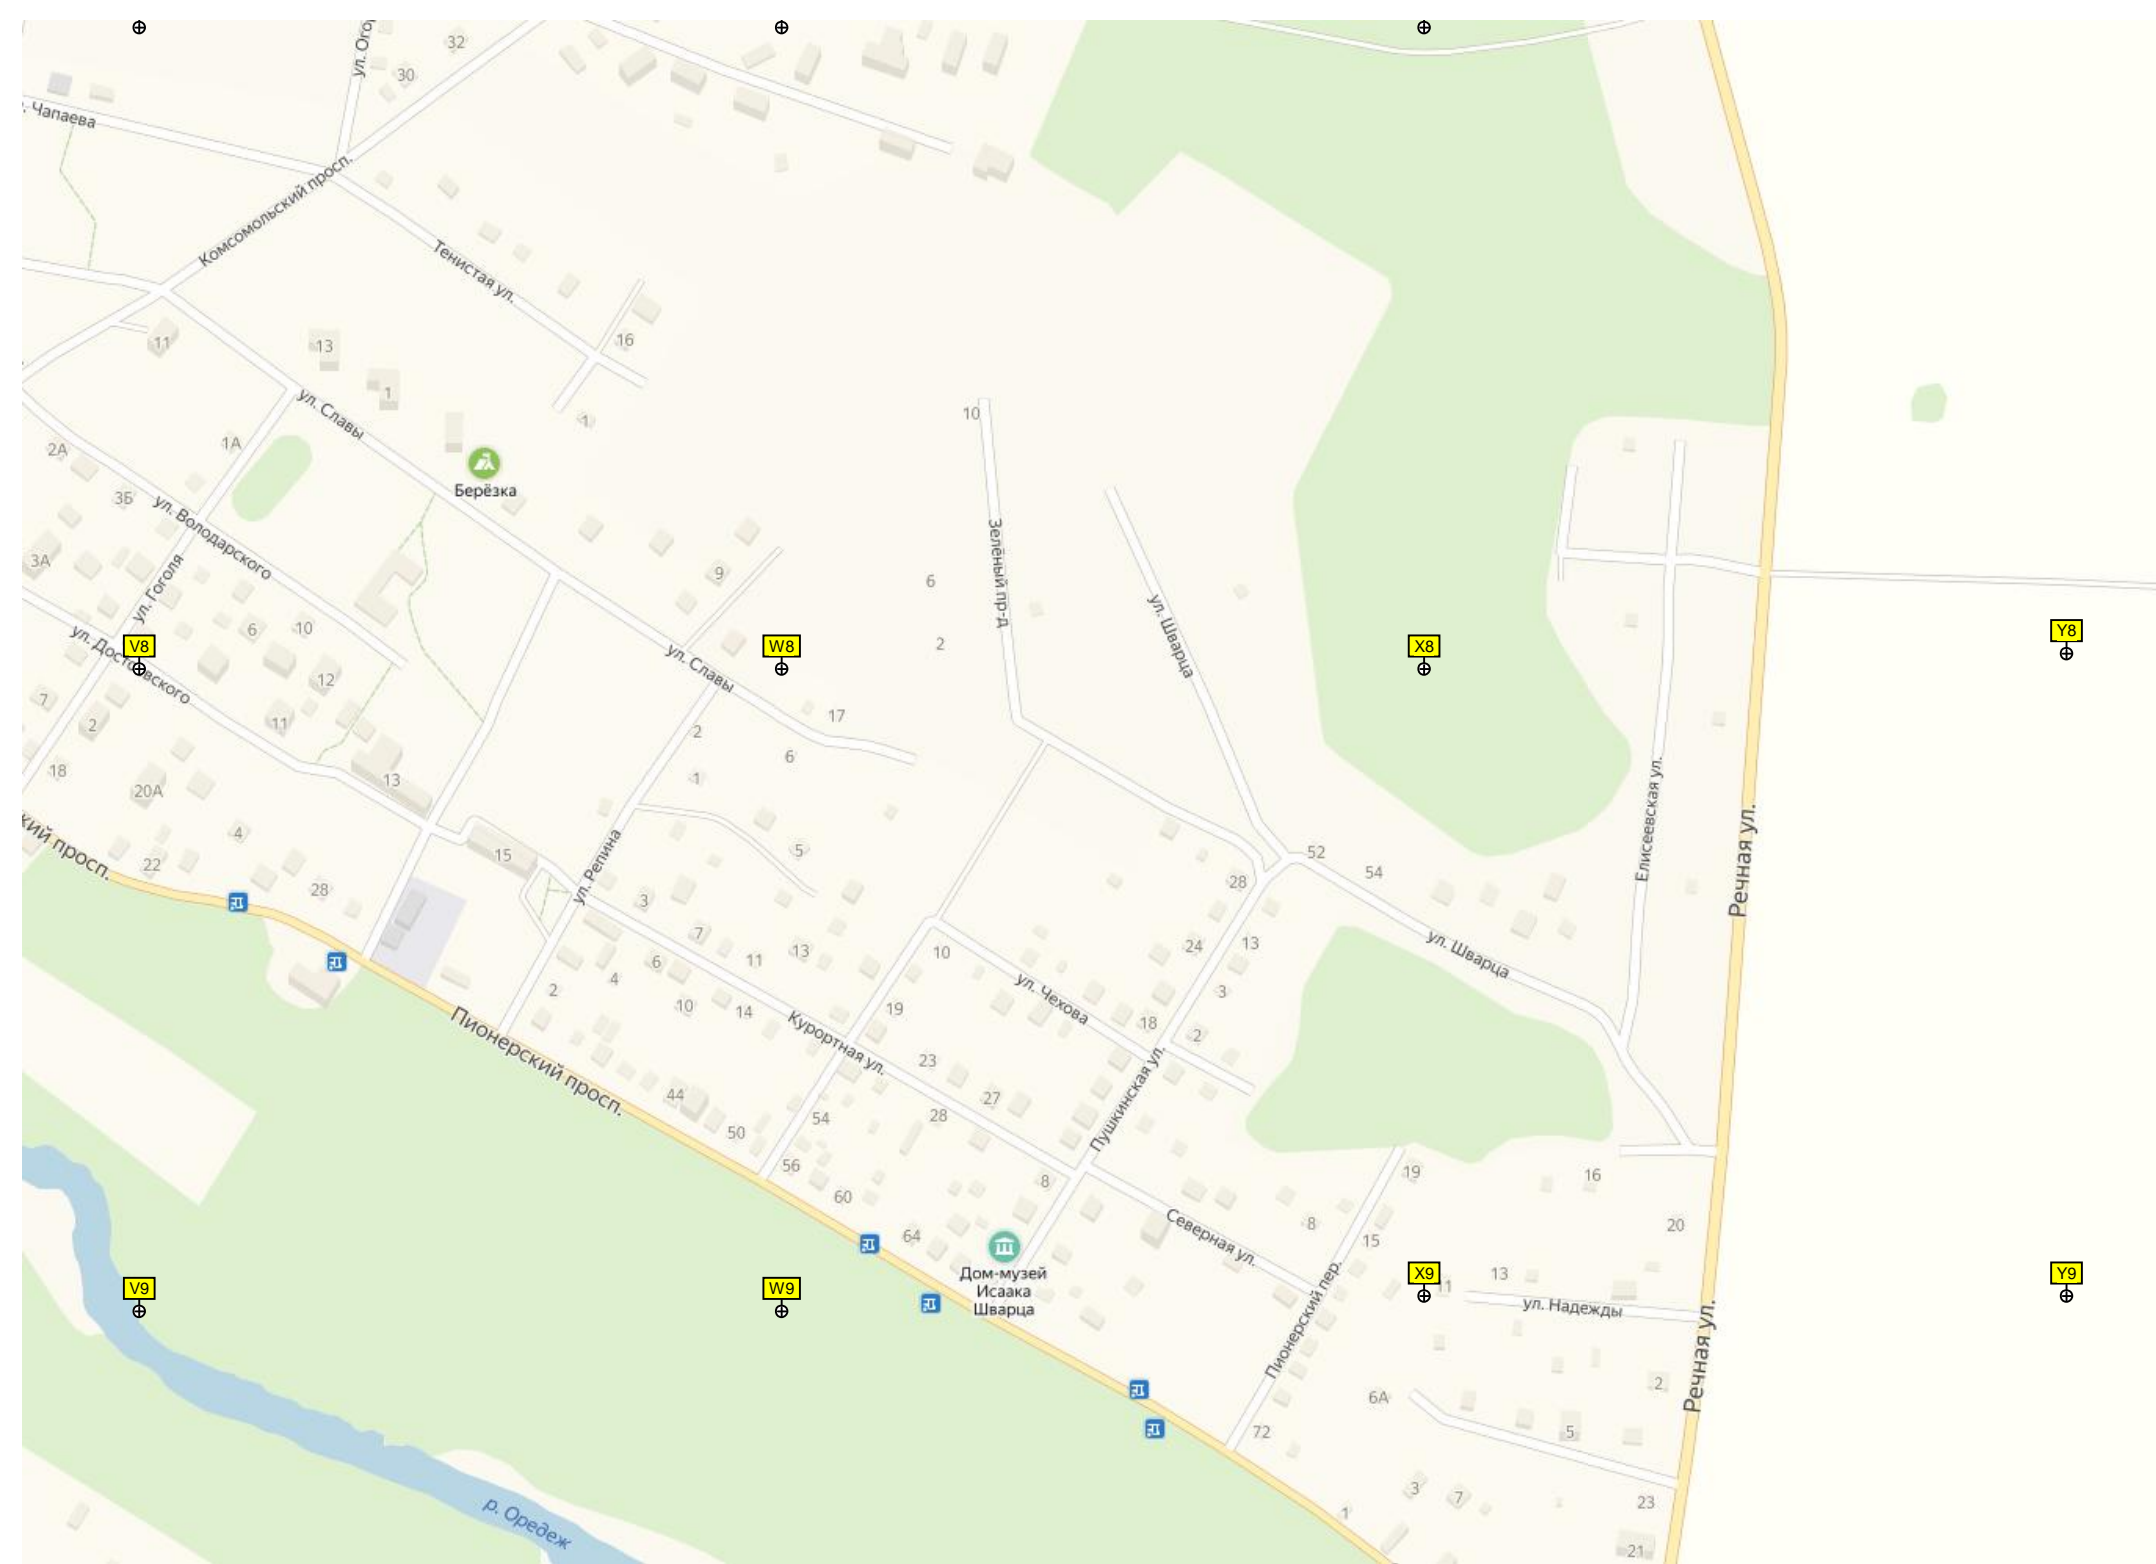 ул. Ого
32
30
. Чапаева
Комсомольский просп.
Тенистая ул.
16
11
13
1
1
ул. Славы
1А
2А
3Б
ул. Володарского
Берёзка
10
Зелёный пр-д
ул. Шварца
3А
ул. Гоголя
9
6
6
10
2
ул. Достоевского
V8
W8
X8
Y8
ул. Славы
12
7
2
11
17
2
6
18
1
20А
13
Елисеевская ул.
Речная ул.
кий просп.
4
22
15
5
ул. Репина
52
54
28
28
3
7
13
11
6
10
24
13
ул. Шварца
2
4
10
14
19
ул. Чехова
3
18
2
Пионерский просп.
Курортная ул.
23
27
28
Пушкинская ул.
44
50
54
56
60
64
8
19
16
Северная ул.
8
15
20
Дом-музей
Исаака
Шварца
V9
W9
X9
Y9
11
13
ул. Надежды
Пионерский пер.
Речная ул.
6А
2
72
5
3
7
1
23
21
р. Оредеж